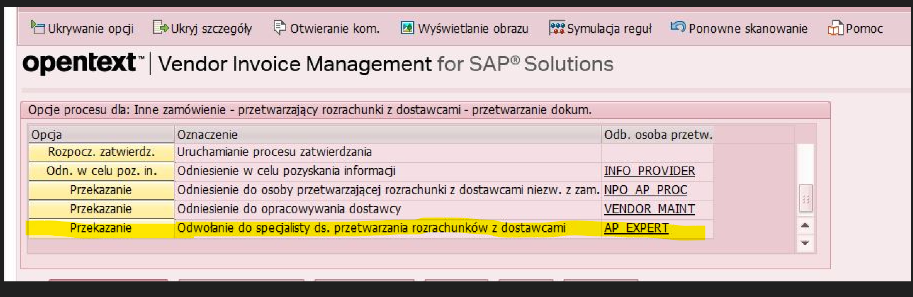 Ukrywanie opcji Ukryj szczegóły Otwieranie kom. Wyświetlanie obrazu Symulacja reguł Ponowne skanowanie Pomoc
opentext™ | Vendor Invoice Management for SAP® Solutions
Opcje procesu dla: Inne zamówienie - przetwarzający rozrachunki z dostawcami - przetwarzanie dokum.
Opcja Oznaczenie Odb. osoba przetw.
Rozpocz. zatwierdz. Uruchamianie procesu zatwierdzania
Odn. w celu poz. in. Odniesienie w celu pozyskania informacji INFO_PROVIDER
Przekazanie Odniesienie do osoby przetwarzającej rozrachunki z dostawcami niezw. z zam. NPO_AP_PROC
Przekazanie Odniesienie do opracowywania dostawcy VENDOR_MAINT
Przekazanie Odwołanie do specjalisty ds. przetwarzania rozrachunków z dostawcami AP_EXPERT